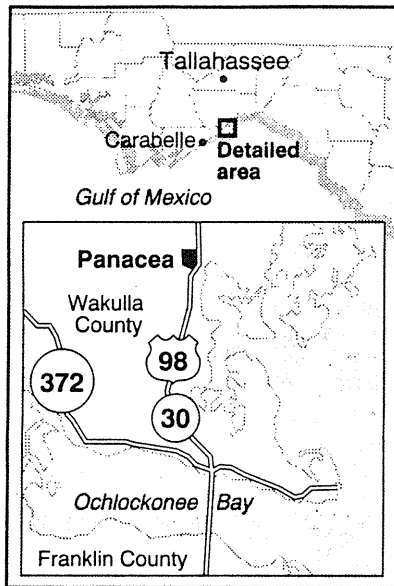 Tallahassee
Carabelle
Detailed
area
Gulf of Mexico
Panacea
Wakulla
County
98
372
30
Ochlockonee Bay
Franklin County